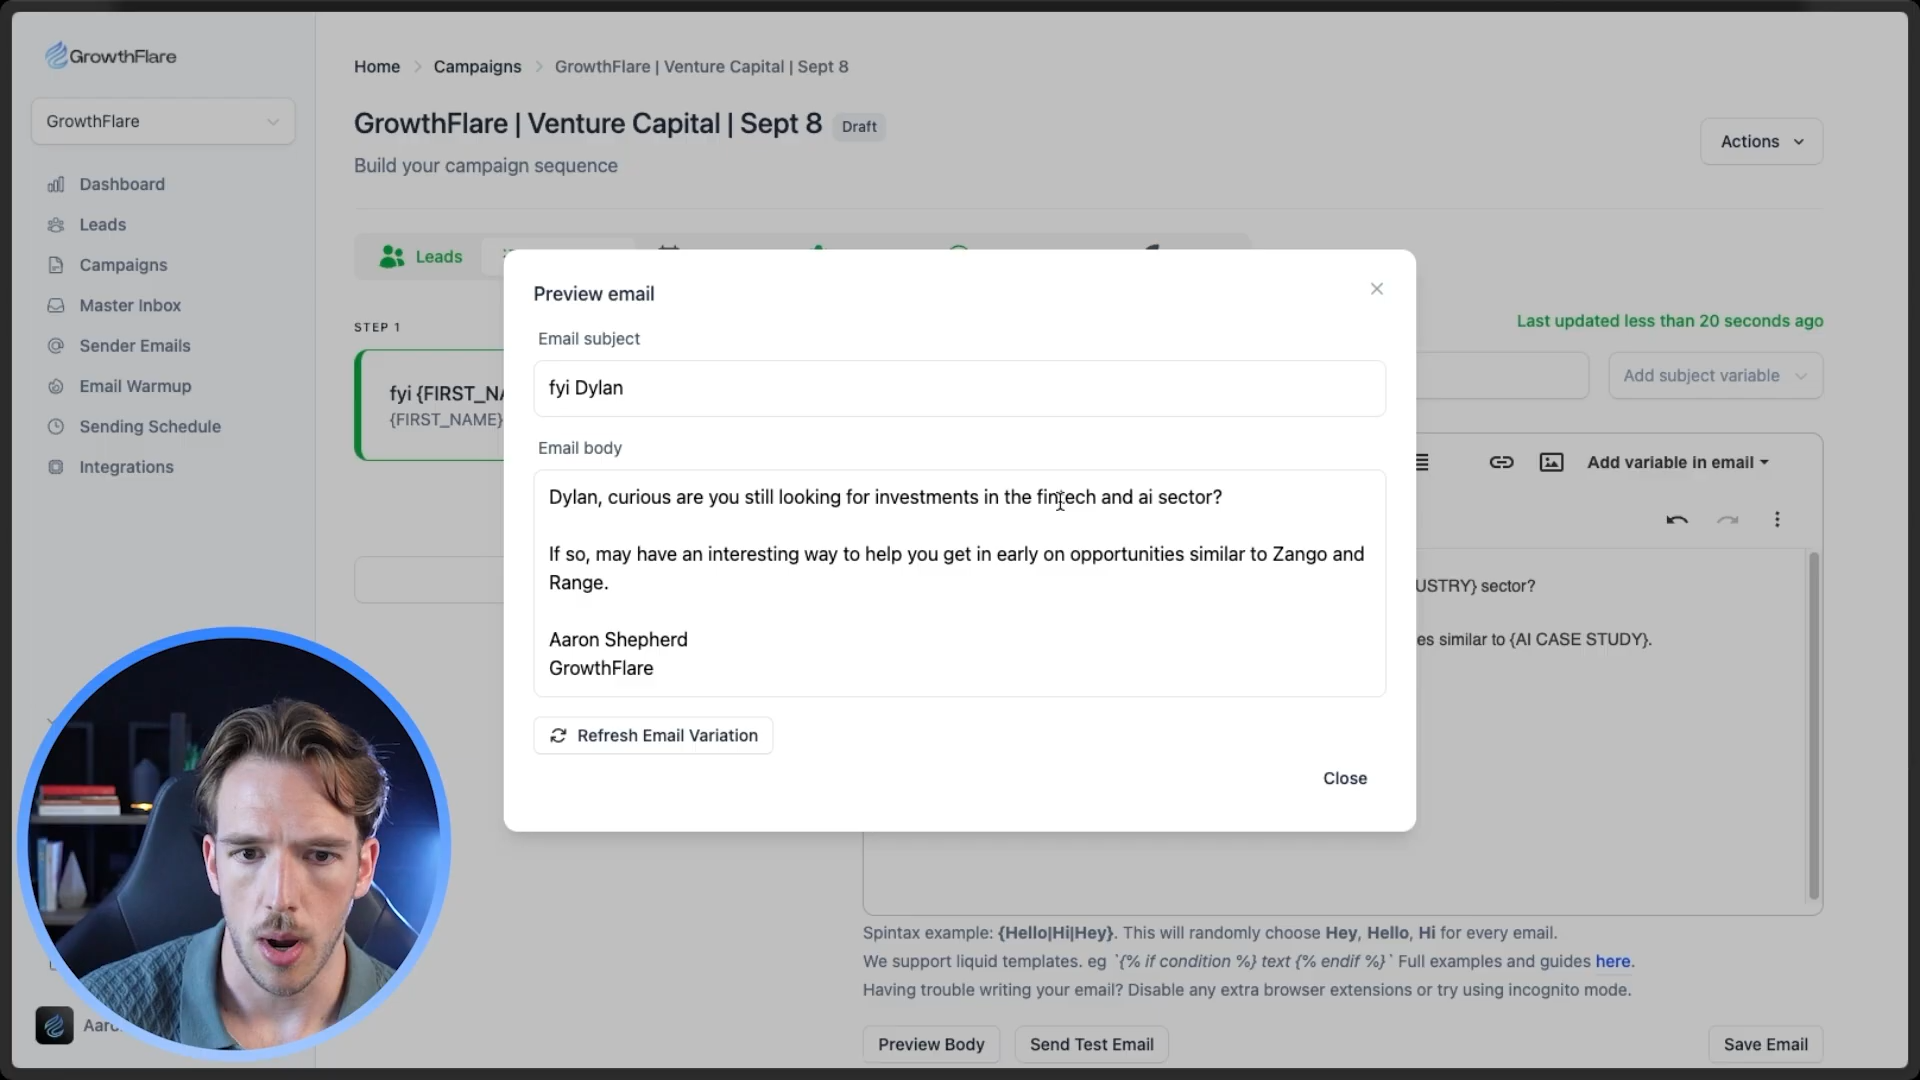 GrowthFlare
Home > Campaigns > GrowthFlare | Venture Capital | Sept 8
GrowthFlare
GrowthFlare | Venture Capital | Sept 8 Draft
Actions
Build your campaign sequence
Dashboard
Leads
Campaigns
Master Inbox
Sender Emails
Email Warmup
Sending Schedule
Integrations
Leads
STEP 1
Last updated less than 20 seconds ago
fyi {FIRST_NA
{FIRST_NAME}
Add subject variable
Add variable in email
USTRY} sector?
es similar to {AI CASE STUDY}.
Preview email
Email subject
fyi Dylan
Email body
Dylan, curious are you still looking for investments in the fintech and ai sector?
If so, may have an interesting way to help you get in early on opportunities similar to Zango and
Range.
Aaron Shepherd
GrowthFlare
Refresh Email Variation
Close
Spintax example: {Hello|Hi|Hey}. This will randomly choose Hey, Hello, Hi for every email.
We support liquid templates. eg `{% if condition %} text {% endif %}` Full examples and guides here.
Having trouble writing your email? Disable any extra browser extensions or try using incognito mode.
Preview Body
Send Test Email
Save Email